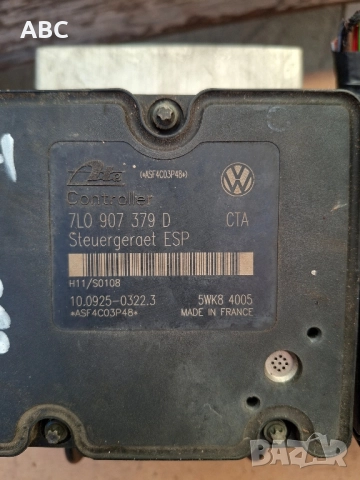 ABC
Ate
(*ASF4C03P48*)
Controller
7L0 907 379 D
CTA
Steuergeraet ESP
H11/S0108
10.0925-0322.3
5WK8 4005
*ASF4C03P48*
MADE IN FRANCE
bazar